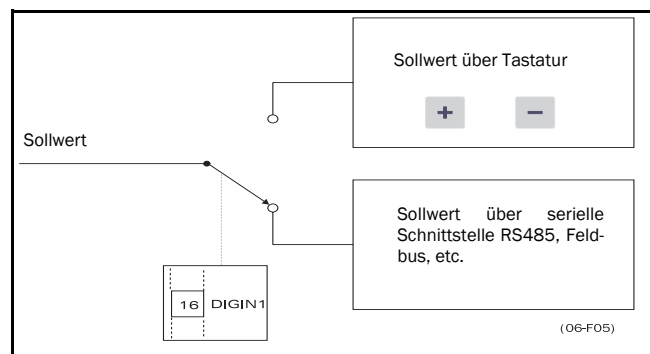 Sollwert über Tastatur
+ −
Sollwert
Sollwert über serielle
Schnittstelle RS485, Feld-
bus, etc.
16 DIGIN1
(06-F05)